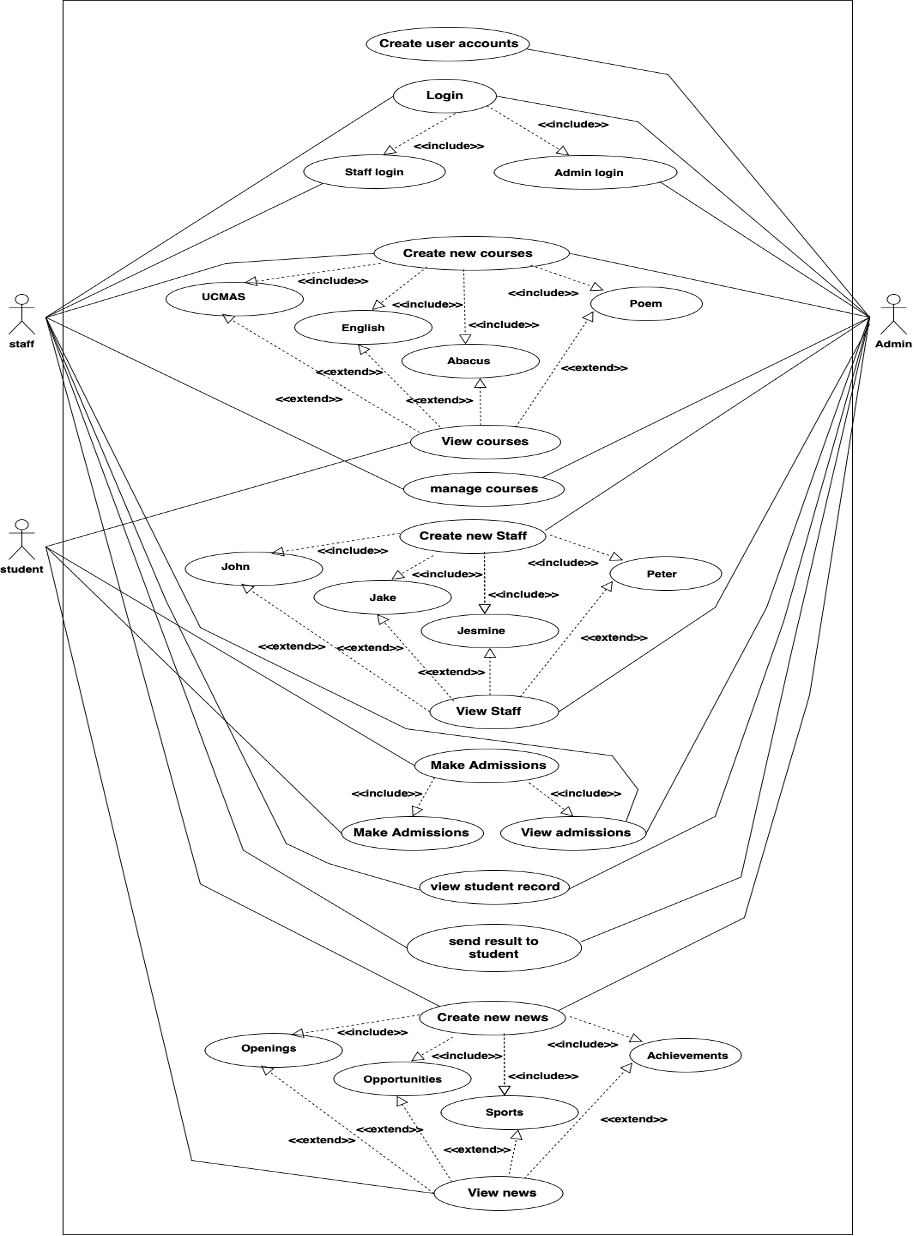 Create user accounts
Login
<<include>>
<<include>>
Staff login
Admin login
Create new courses
<<include>>
<<include>>
UCMAS
<<include>>
Poem
English
<<include>>
Abacus
<<extend>>
<<extend>>
<<extend>>
<<extend>>
View courses
staff
Admin
manage courses
Create new Staff
<<include>>
<<include>>
John
<<include>>
Peter
student
Jake
<<include>>
Jesmine
<<extend>>
<<extend>>
<<extend>>
<<extend>>
View Staff
Make Admissions
<<include>>
<<include>>
Make Admissions
View admissions
view student record
send result to
student
Create new news
<<include>>
<<include>>
Openings
<<include>>
Achievements
Opportunities
<<include>>
Sports
<<extend>>
<<extend>>
<<extend>>
<<extend>>
View news